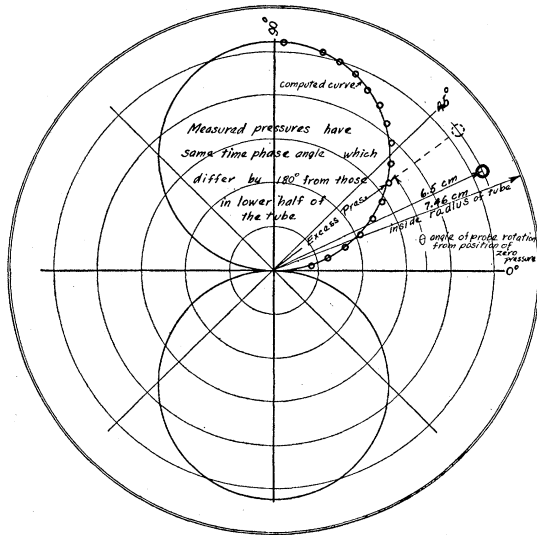 90°
computed curve
45°
Measured pressures have
same time phase angle which
differ by 180° from those
in lower half of
the tube
Excess Press.
6.5 cm
7.46 cm
inside radius of tube
θ angle of probe rotation
from position of
zero
pressure
0°